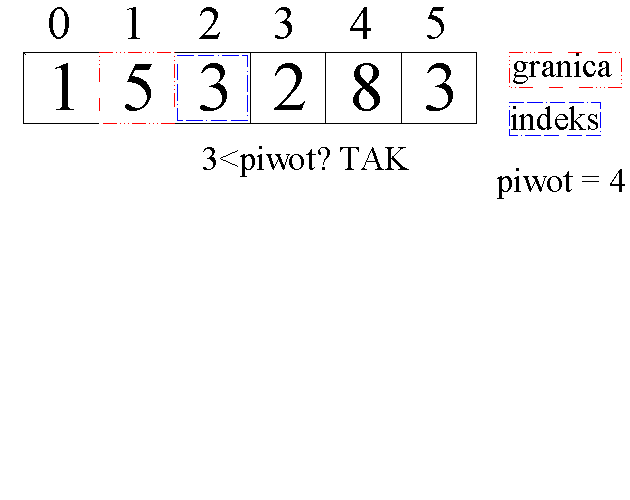 0 1 2 3 4 5
1 5 3 2 8 3
granica
indeks
3<piwot? TAK
piwot = 4